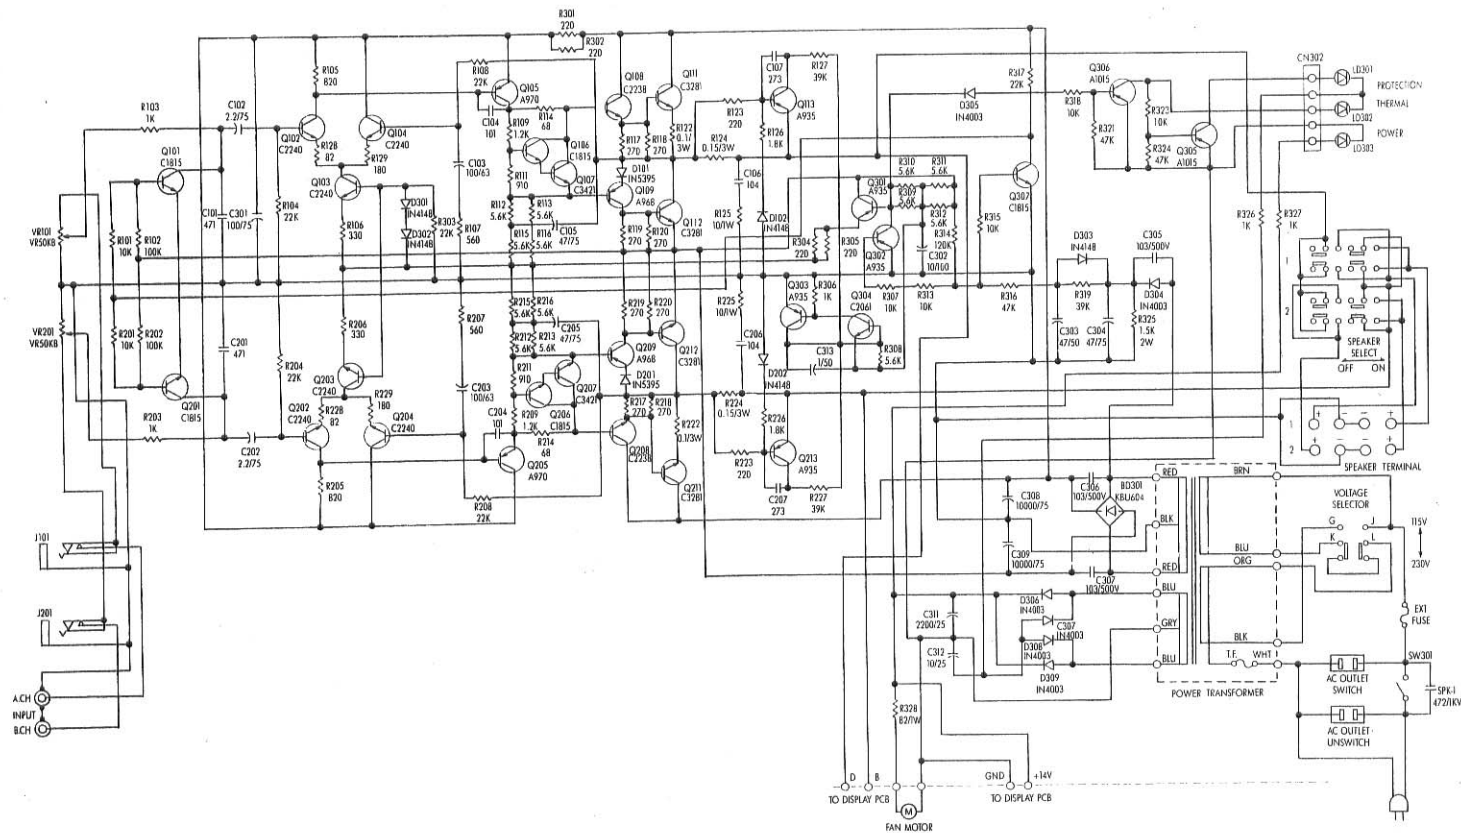 R301
220
R302
220
R105
820
R103
1K
C102
2.2/75
Q101
C1815
Q102
C2240
R128
82
Q104
C2240
R129
180
Q103
C2240
R108
22K
Q105
A970
C104
101
R109
1.2K
R114
68
Q106
C1815
Q107
C3421
C103
100/63
R111
910
R112
5.6K
R113
5.6K
C105
47/75
R115
5.6K
R116
5.6K
Q108
C2238
Q111
C3281
R117
270
R118
270
R122
0.1/
3W
D101
IN5395
Q109
A968
Q112
C3281
R119
270
R120
270
R124
0.15/3W
R123
220
C107
273
R127
39K
Q113
A935
R126
1.8K
C106
104
R125
10/1W
D102
IN4148
R304
220
R305
220
Q301
A935
Q302
A935
R310
5.6K
R311
5.6K
R309
5.6K
R312
5.6K
R314
120K
C302
10/160
R315
10K
R317
22K
Q307
C1815
D305
IN4003
R318
10K
Q306
A1015
R321
47K
R323
10K
R324
47K
Q305
A1015
CN302
LD301
PROTECTION
THERMAL
LD302
POWER
LD303
R326
1K
R327
1K
VR101
VR50KB
R101
10K
R102
100K
C101
471
C301
100/75
R104
22K
R106
330
D301
IN4148
D302
IN4148
R303
22K
R107
560
VR201
VR50KB
R201
10K
R202
100K
C201
471
R204
22K
R206
330
R207
560
R215
5.6K
R216
5.6K
R212
5.6K
R213
5.6K
C205
47/75
R219
270
R220
270
Q209
A968
Q212
C3281
D201
IN5395
R217
270
R218
270
R222
0.1/3W
Q208
C2238
Q211
C3281
R225
10/1W
C206
104
D202
IN4148
R224
0.15/3W
R226
1.8K
Q213
A935
R223
220
C207
273
R227
39K
Q303
A935
R306
1K
Q304
C2061
R307
10K
R313
10K
R308
5.6K
C313
1/50
R316
47K
D303
IN4148
C305
103/500V
R319
39K
D304
IN4003
C303
47/50
C304
47/75
R325
1.5K
2W
1
2
SPEAKER
SELECT
OFF ON
Q201
C1815
R203
1K
C202
2.2/75
Q203
C2240
Q202
C2240
R228
82
R229
180
Q204
C2240
R205
820
C203
100/63
R211
910
C204
101
R209
1.2K
Q206
C1815
Q207
C3421
R214
68
Q205
A970
R208
22K
1
2
+ - - +
+ - - +
SPEAKER TERMINAL
J101
J201
A.CH
INPUT
B.CH
C308
10000/75
C309
10000/75
C306
103/500V
BD301
KBU604
C307
103/500V
C311
2200/25
C312
10/25
D306
IN4003
C307
IN4003
D308
IN4003
D309
IN4003
R328
82/1W
RED
BLK
RED
BLU
GRY
BLU
BRN
BLU
ORG
BLK
T.F. WHT
POWER TRANSFORMER
VOLTAGE
SELECTOR
G J
K L
115V
230V
EX1
FUSE
SW301
SPK-1
472/1KV
AC OUTLET
SWITCH
AC OUTLET
UNSWITCH
D B
TO DISPLAY PCB
GND +14V
TO DISPLAY PCB
M
FAN MOTOR